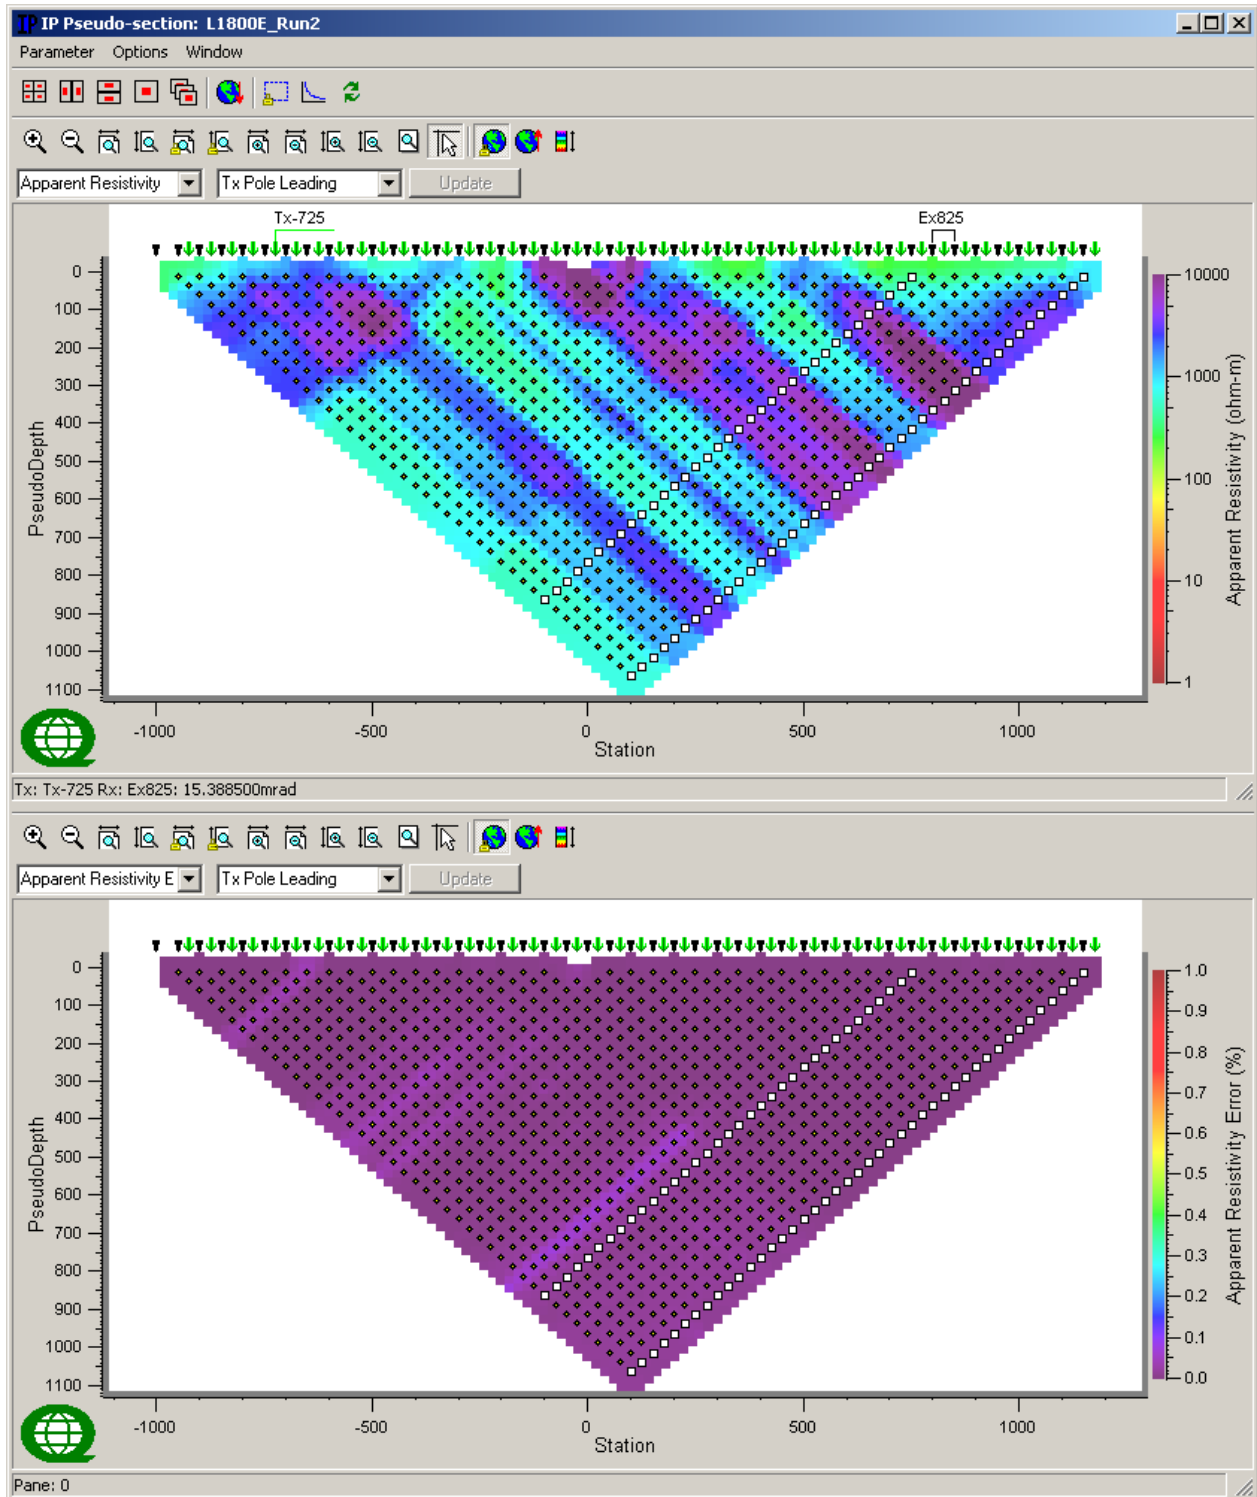 IP IP Pseudo-section: L1800E_Run2
Parameter Options Window
Apparent Resistivity Tx Pole Leading Update
Tx-725 Ex825
0
100
200
300
400
500
600
700
800
900
1000
1100
PseudoDepth
-1000 -500 0 500 1000
Station
10000
1000
100
10
1
Apparent Resistivity (ohm-m)
Tx: Tx-725 Rx: Ex825: 15.388500mrad
Apparent Resistivity E Tx Pole Leading Update
0
100
200
300
400
500
600
700
800
900
1000
1100
PseudoDepth
-1000 -500 0 500 1000
Station
1.0
0.9
0.8
0.7
0.6
0.5
0.4
0.3
0.2
0.1
0.0
Apparent Resistivity Error (%)
Pane: 0